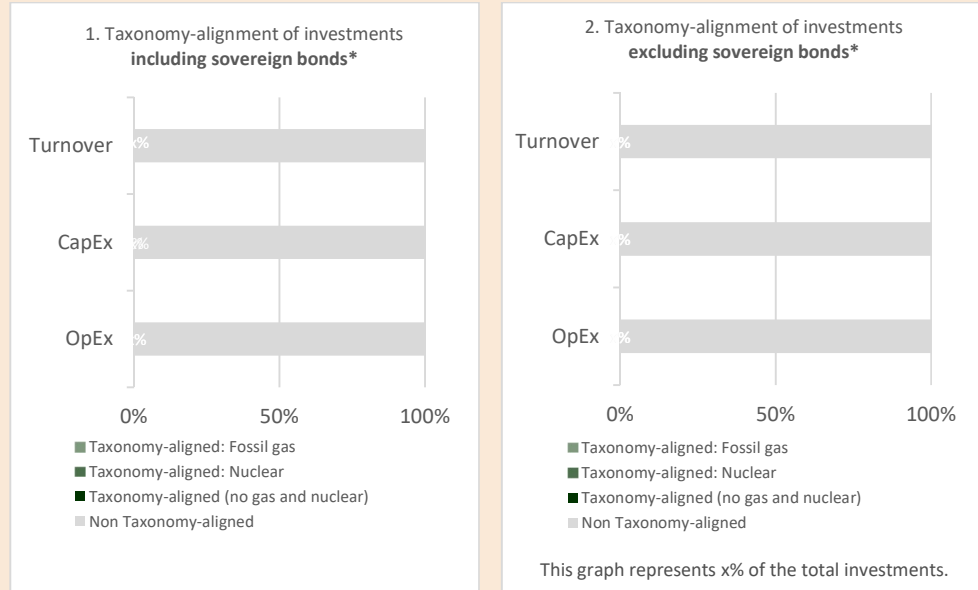 1. Taxonomy-alignment of investments
including sovereign bonds*
Turnover
x%
CapEx
%
OpEx
%
0% 50% 100%
Taxonomy-aligned: Fossil gas
Taxonomy-aligned: Nuclear
Taxonomy-aligned (no gas and nuclear)
Non Taxonomy-aligned
2. Taxonomy-alignment of investments
excluding sovereign bonds*
Turnover
%
CapEx
%
OpEx
%
0% 50% 100%
Taxonomy-aligned: Fossil gas
Taxonomy-aligned: Nuclear
Taxonomy-aligned (no gas and nuclear)
Non Taxonomy-aligned
This graph represents x% of the total investments.